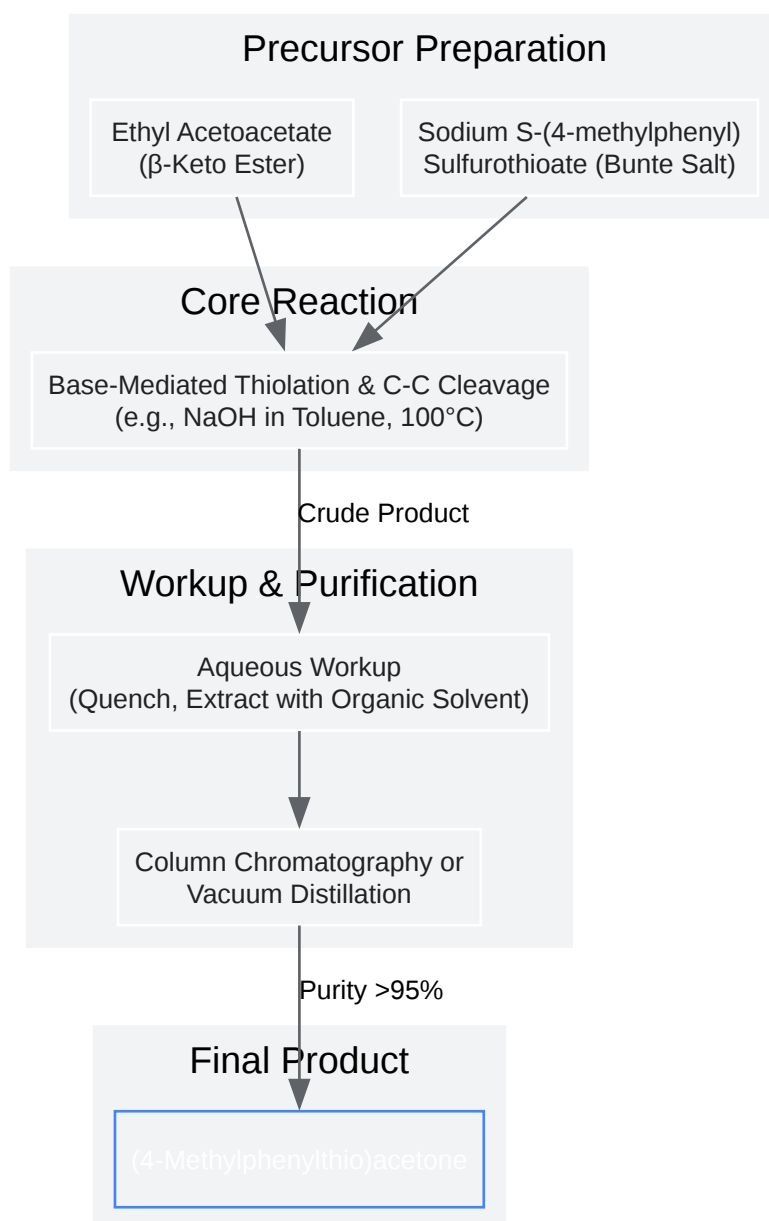 Precursor Preparation
Ethyl Acetoacetate
(β-Keto Ester)
Sodium S-(4-methylphenyl)
Sulfurothioate (Bunte Salt)
Core Reaction
Base-Mediated Thiolation & C-C Cleavage
(e.g., NaOH in Toluene, 100°C)
Crude Product
Workup & Purification
Aqueous Workup
(Quench, Extract with Organic Solvent)
Column Chromatography or
Vacuum Distillation
Purity >95%
Final Product
(4-Methylphenylthio)acetone